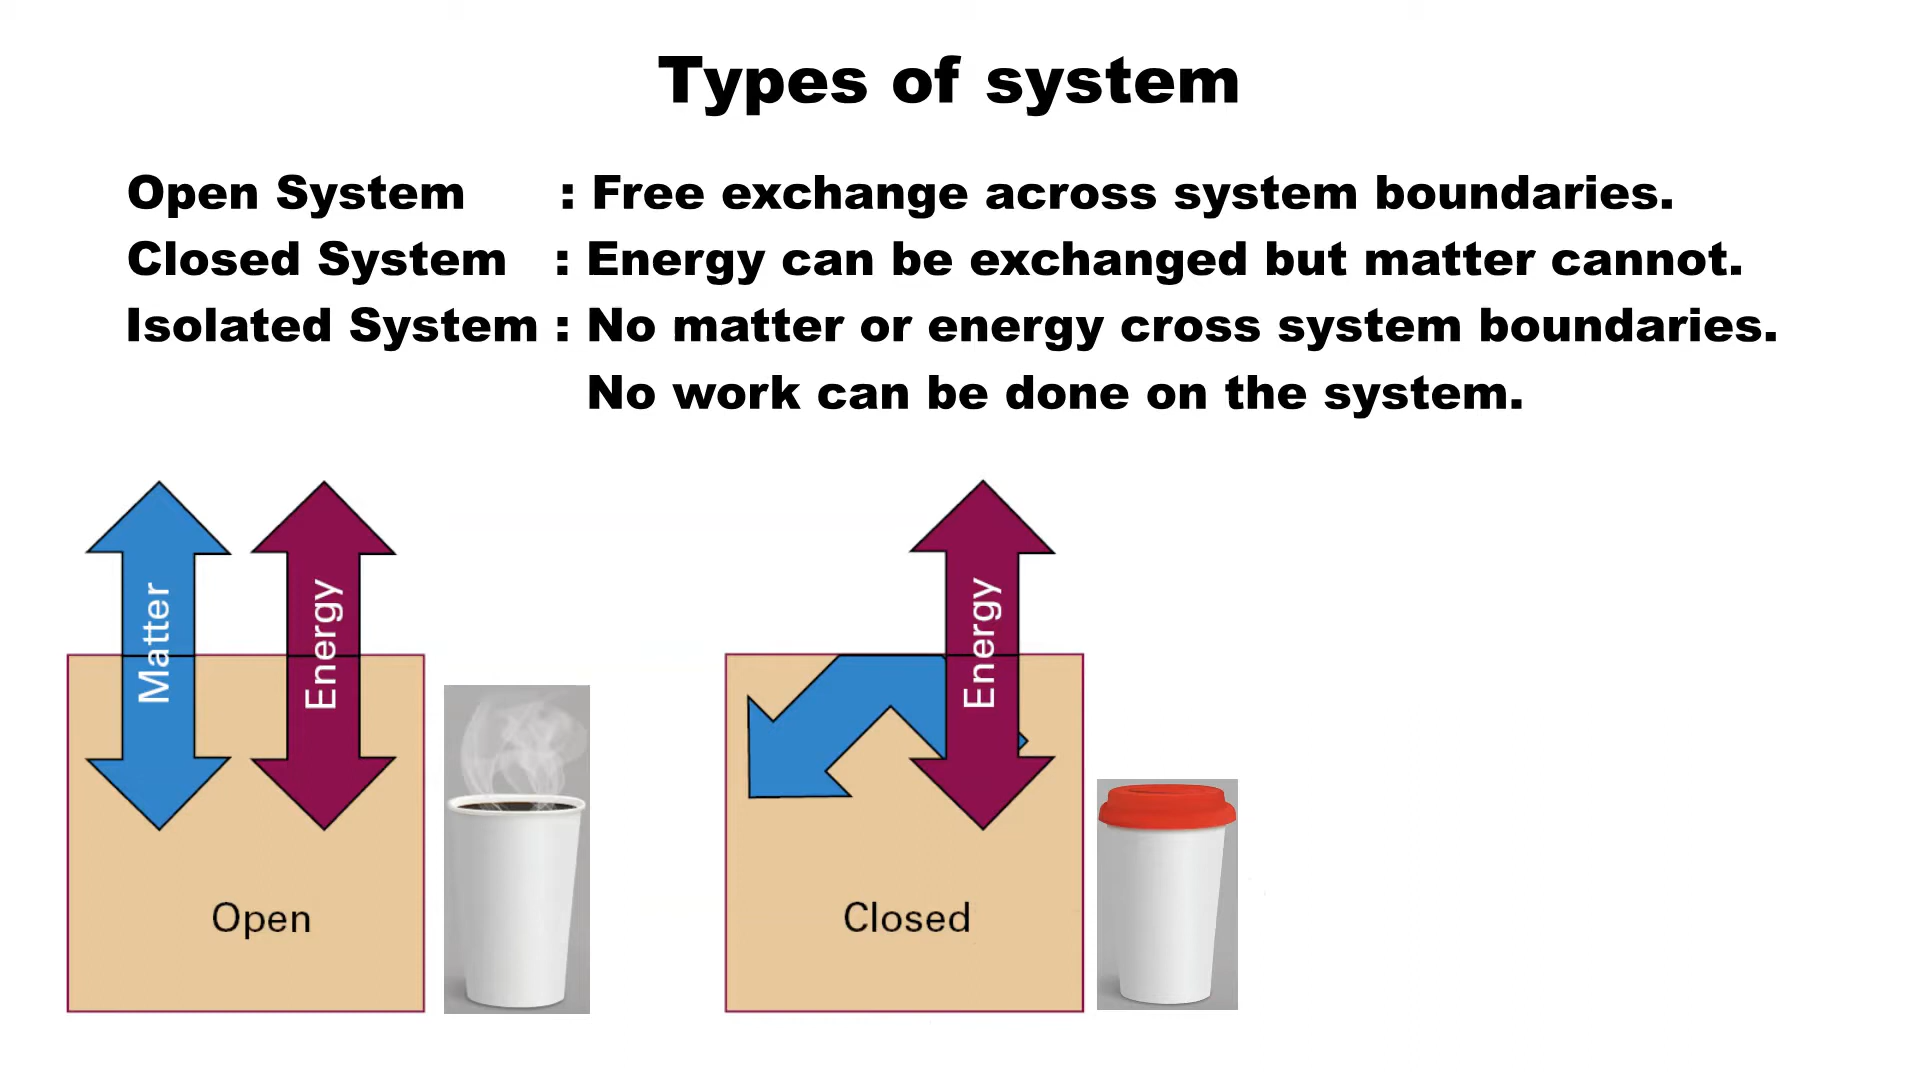 Types of system
Open System : Free exchange across system boundaries.
Closed System : Energy can be exchanged but matter cannot.
Isolated System : No matter or energy cross system boundaries.
No work can be done on the system.
Matter
Energy
Open
Energy
Closed